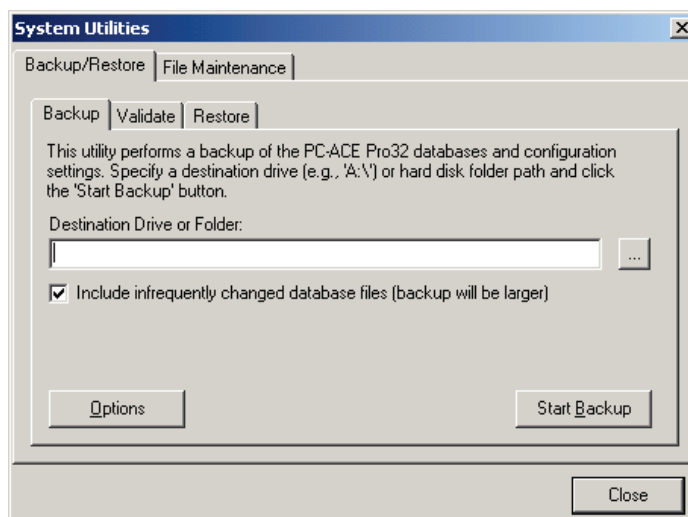 System Utilities
Backup/Restore File Maintenance
Backup Validate Restore
This utility performs a backup of the PC-ACE Pro32 databases and configuration
settings. Specify a destination drive (e.g., 'A:\') or hard disk folder path and click
the 'Start Backup' button.
Destination Drive or Folder:
...
Include infrequently changed database files (backup will be larger)
Options Start Backup
Close